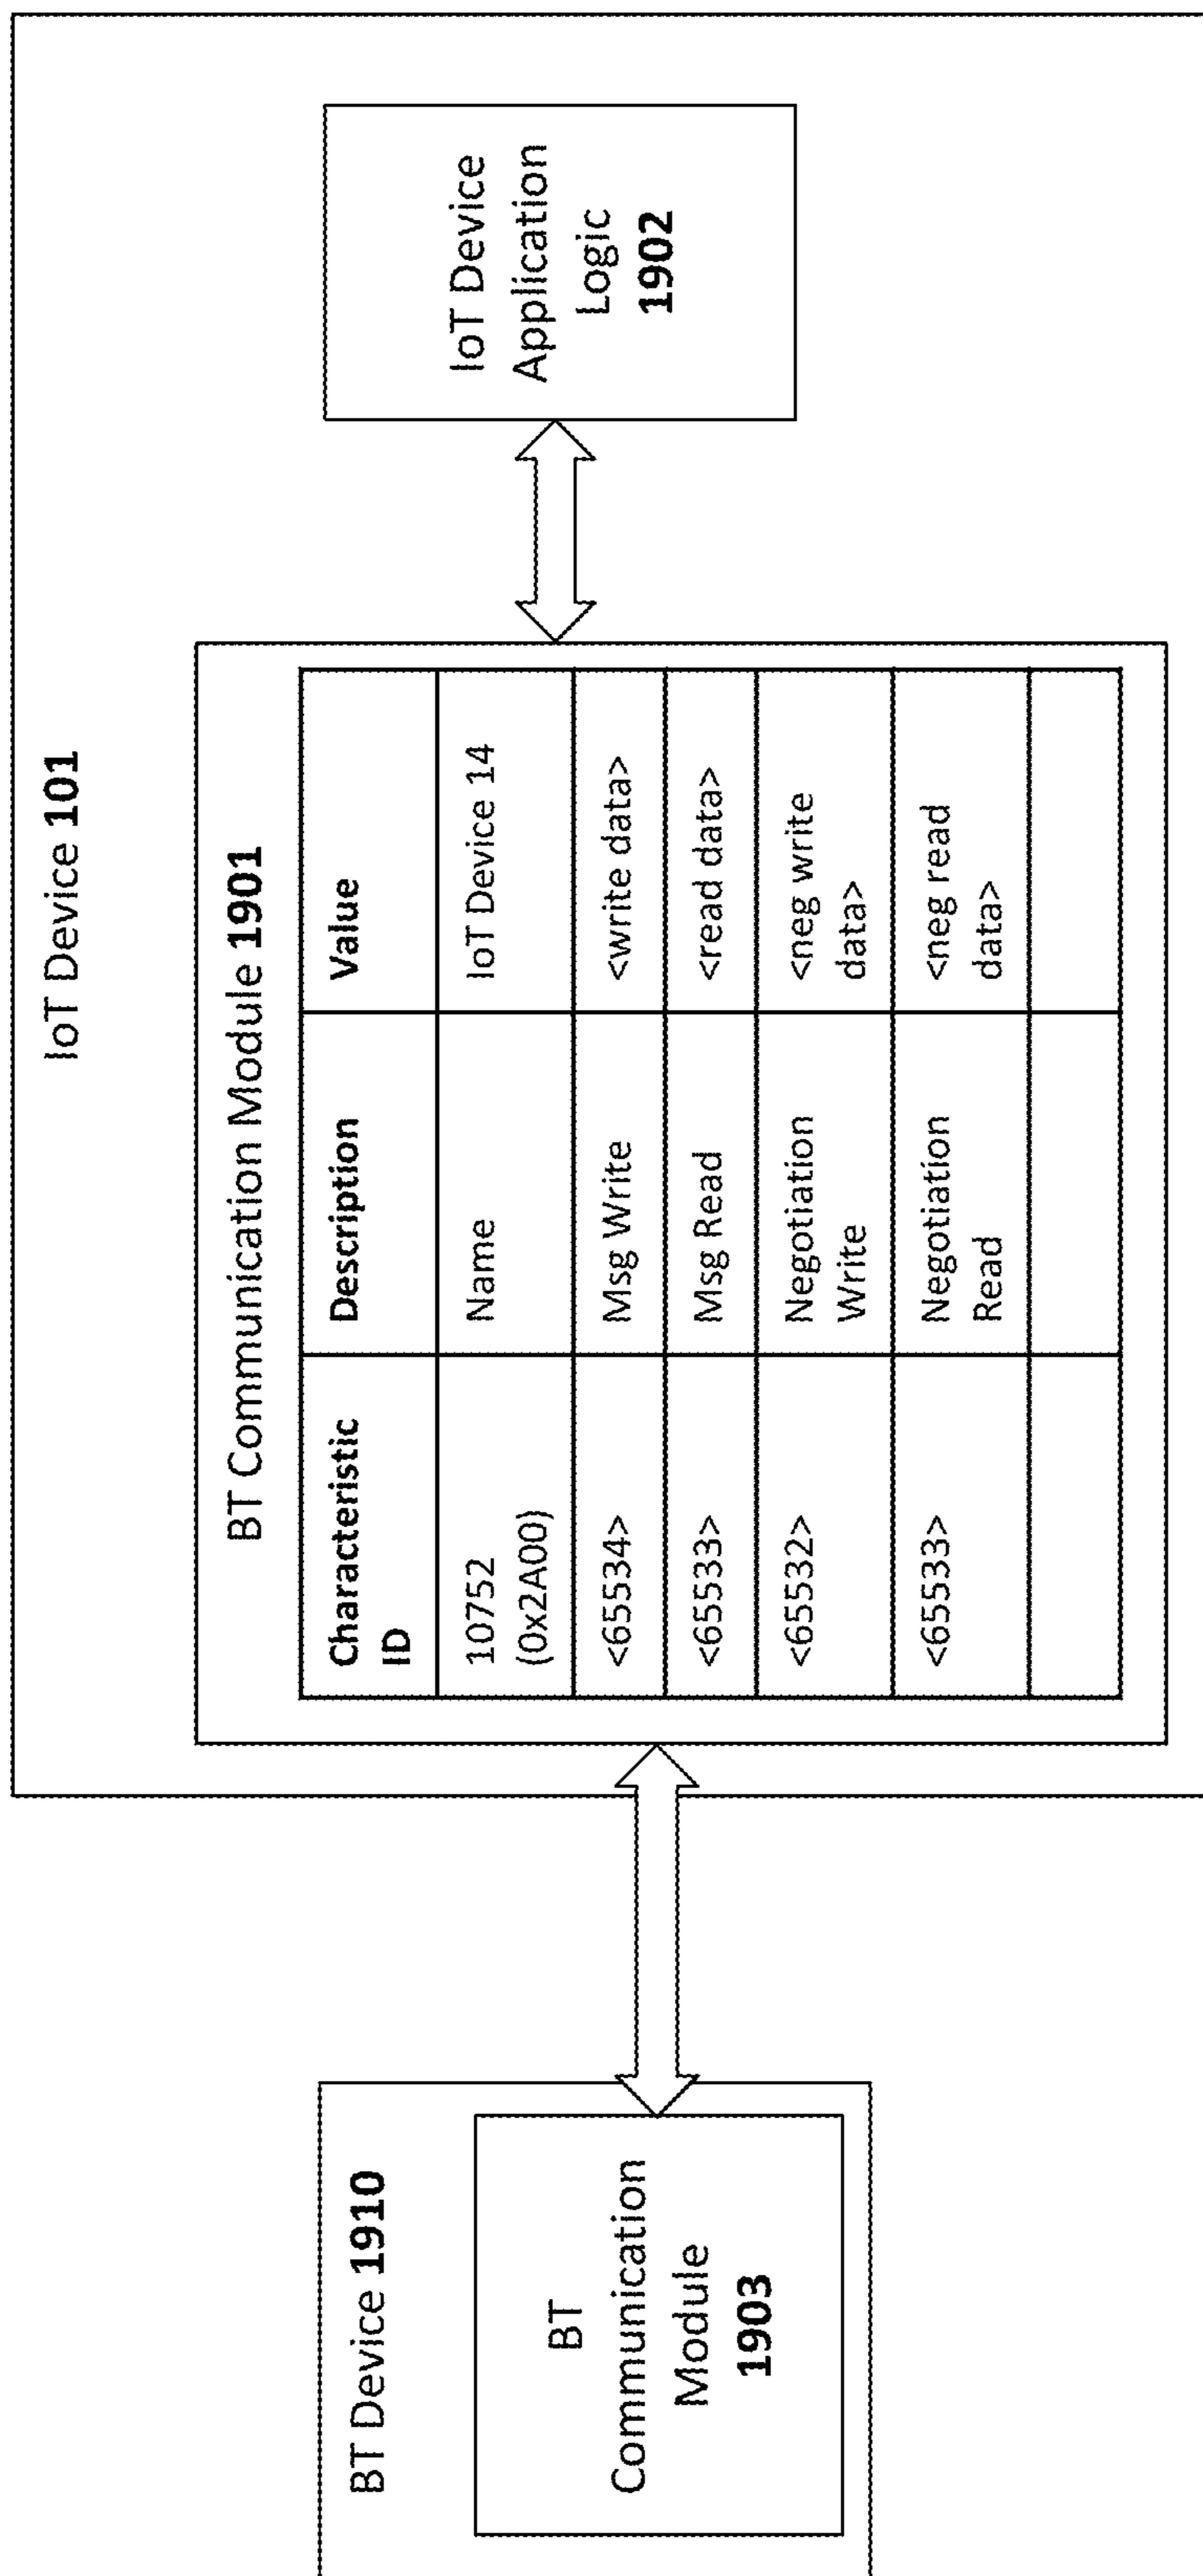 IoT Device 101
BT Communication Module 1901
Characteristic
ID
Description
Value
10752
(0x2A00)
Name
IoT Device 14
<65534>
Msg Write
<write data>
<65533>
Msg Read
<read data>
<65532>
Negotiation
Write
<neg write
data>
<65533>
Negotiation
Read
<neg read
data>
IoT Device
Application
Logic
1902
BT Device 1910
BT
Communication
Module
1903